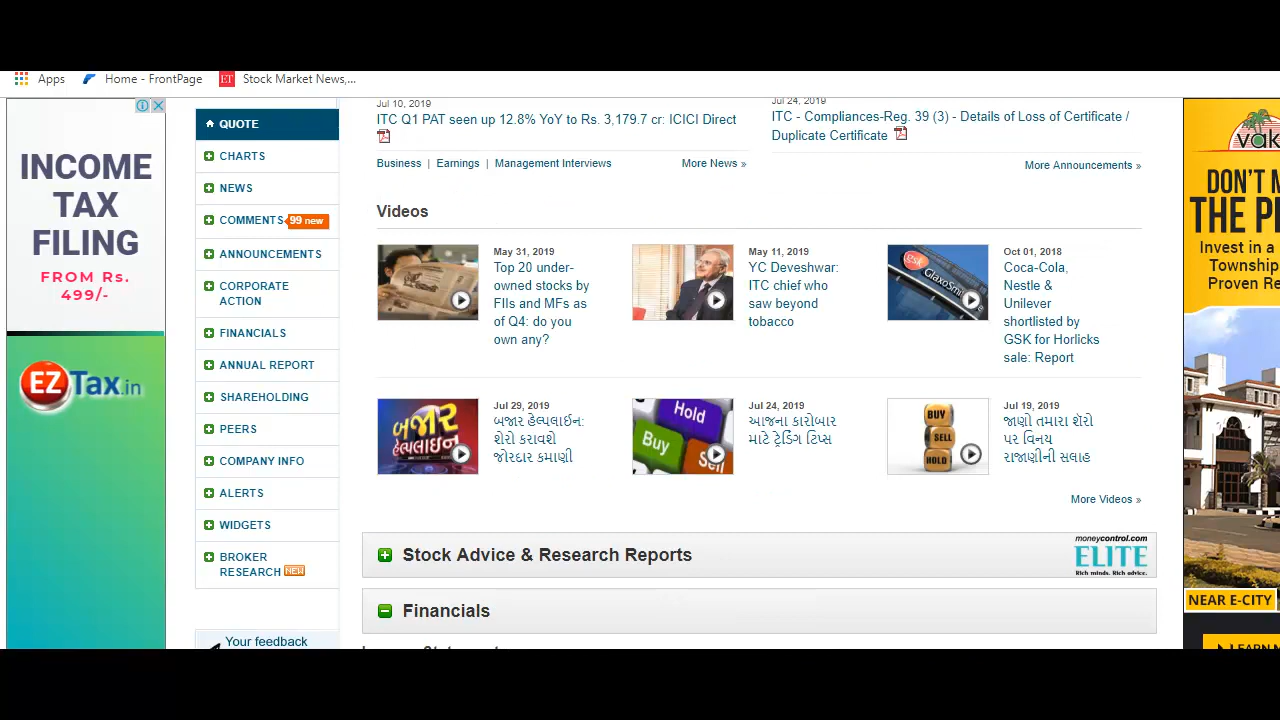 Apps Home - FrontPage ET Stock Market News,...
INCOME
TAX
FILING
FROM Rs.
499/-
EZTax.in
QUOTE
CHARTS
NEWS
COMMENTS 99 new
ANNOUNCEMENTS
CORPORATE
ACTION
FINANCIALS
ANNUAL REPORT
SHAREHOLDING
PEERS
COMPANY INFO
ALERTS
WIDGETS
BROKER
RESEARCH NEW
Your feedback
Jul 10, 2019
ITC Q1 PAT seen up 12.8% YoY to Rs. 3,179.7 cr: ICICI Direct
Business | Earnings | Management Interviews More News »
Jul 24, 2019
ITC - Compliances-Reg. 39 (3) - Details of Loss of Certificate /
Duplicate Certificate
More Announcements »
Videos
May 31, 2019
Top 20 under-
owned stocks by
FIIs and MFs as
of Q4: do you
own any?
May 11, 2019
YC Deveshwar:
ITC chief who
saw beyond
tobacco
gsk
GlaxoSmi
Oct 01, 2018
Coca-Cola,
Nestle &
Unilever
shortlisted by
GSK for Horlicks
sale: Report
બજાર
હેલ્પલાઈન
Jul 29, 2019
બજાર હેલ્પલાઈન:
શેરો કરાવશે
જોરદાર કમાણી
Hold
Buy
Sell
Jul 24, 2019
આજના કારોબાર
માટે ટ્રેડિંગ ટિપ્સ
BUY
SELL
HOLD
Jul 19, 2019
જાણો તમારા શૅરો
પર વિનય
રાજાણીની સલાહ
More Videos »
Stock Advice & Research Reports
moneycontrol.com
ELITE
Rich minds. Rich advice.
Financials
vak
DON'T M
THE P
Invest in a
Township
Proven Re
NEAR E-CITY
LEARN M